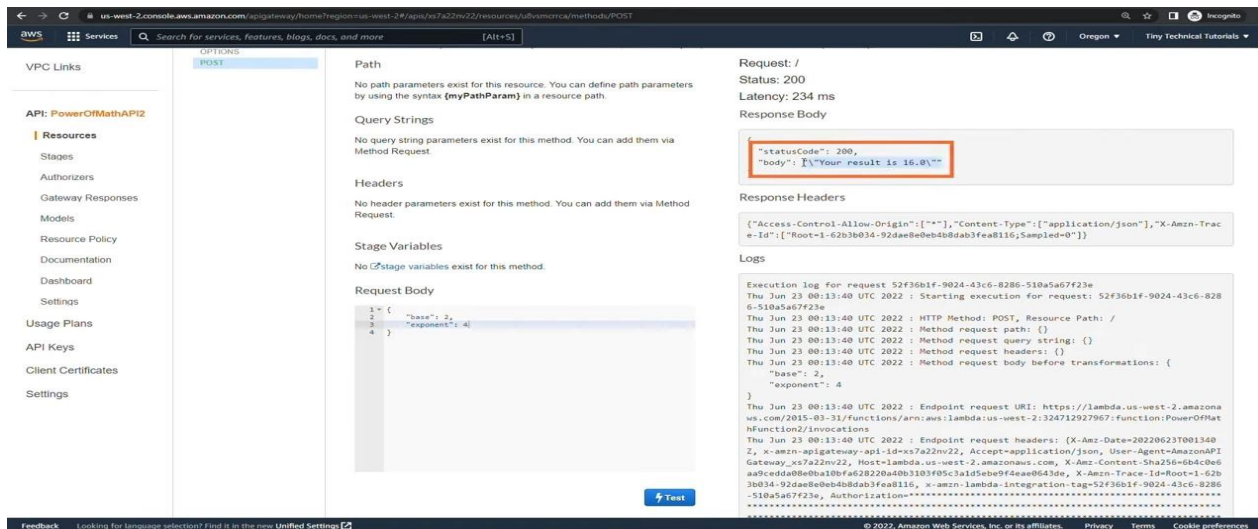 us-west-2.console.aws.amazon.com/apigateway/home?region=us-west-2#/apis/xs7a22nv22/resources/u8vsmcrrca/methods/POST
Incognito
aws
Services
Search for services, features, blogs, docs, and more
[Alt+S]
Oregon
Tiny Technical Tutorials
VPC Links
API: PowerOfMathAPI2
Resources
Stages
Authorizers
Gateway Responses
Models
Resource Policy
Documentation
Dashboard
Settings
Usage Plans
API Keys
Client Certificates
Settings
OPTIONS
POST
Path
No path parameters exist for this resource. You can define path parameters
by using the syntax {myPathParam} in a resource path.
Query Strings
No query string parameters exist for this method. You can add them via
Method Request.
Headers
No header parameters exist for this method. You can add them via Method
Request.
Stage Variables
No stage variables exist for this method.
Request Body
1 {
2 "base": 2,
3 "exponent": 4
4 }
Test
Request: /
Status: 200
Latency: 234 ms
Response Body
{
"statusCode": 200,
"body": "\"Your result is 16.0\""
Response Headers
{"Access-Control-Allow-Origin":["*"],"Content-Type":["application/json"],"X-Amzn-Trac
e-Id":["Root=1-62b3b034-92dae8e0eb4b8dab3fea8116;Sampled=0"]}
Logs
Execution log for request 52f36b1f-9024-43c6-8286-510a5a67f23e
Thu Jun 23 00:13:40 UTC 2022 : Starting execution for request: 52f36b1f-9024-43c6-828
6-510a5a67f23e
Thu Jun 23 00:13:40 UTC 2022 : HTTP Method: POST, Resource Path: /
Thu Jun 23 00:13:40 UTC 2022 : Method request path: {}
Thu Jun 23 00:13:40 UTC 2022 : Method request query string: {}
Thu Jun 23 00:13:40 UTC 2022 : Method request headers: {}
Thu Jun 23 00:13:40 UTC 2022 : Method request body before transformations: {
"base": 2,
"exponent": 4
}
Thu Jun 23 00:13:40 UTC 2022 : Endpoint request URI: https://lambda.us-west-2.amazona
ws.com/2015-03-31/functions/arn:aws:lambda:us-west-2:324712927967:function:PowerOfMat
hFunction2/invocations
Thu Jun 23 00:13:40 UTC 2022 : Endpoint request headers: {X-Amz-Date=20220623T001340
Z, x-amzn-apigateway-api-id=xs7a22nv22, Accept=application/json, User-Agent=AmazonAPI
Gateway_xs7a22nv22, Host=lambda.us-west-2.amazonaws.com, X-Amz-Content-Sha256=6b4c0e6
aa9cedda08e0ba10bfa628220a40b3103f05c3a1d5ebe9f4eae0643de, X-Amzn-Trace-Id=Root=1-62b
3b034-92dae8e0eb4b8dab3fea8116, x-amzn-lambda-integration-tag=52f36b1f-9024-43c6-8286
-510a5a67f23e, Authorization=
Feedback
Looking for language selection? Find it in the new Unified Settings
© 2022, Amazon Web Services, Inc. or its affiliates.
Privacy
Terms
Cookie preferences